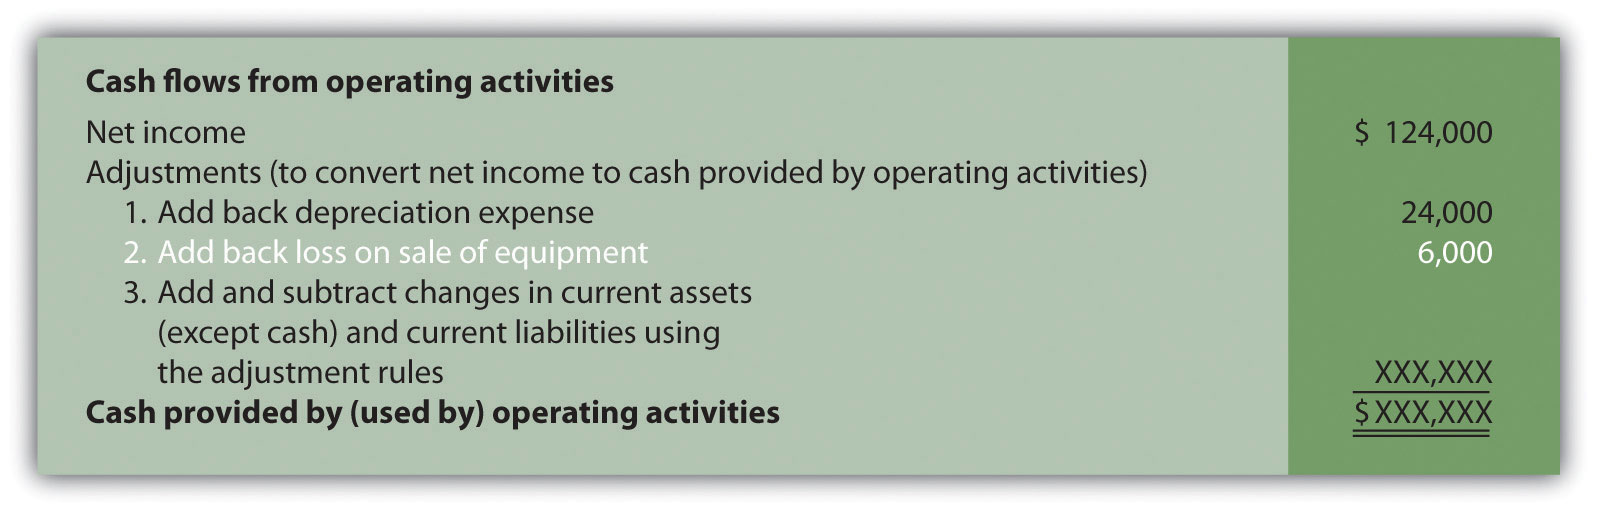 Cash flows from operating activities
Net income $ 124,000
Adjustments (to convert net income to cash provided by operating activities)
1. Add back depreciation expense 24,000
2. Add back loss on sale of equipment 6,000
3. Add and subtract changes in current assets
(except cash) and current liabilities using
the adjustment rules XXX,XXX
Cash provided by (used by) operating activities $ XXX,XXX